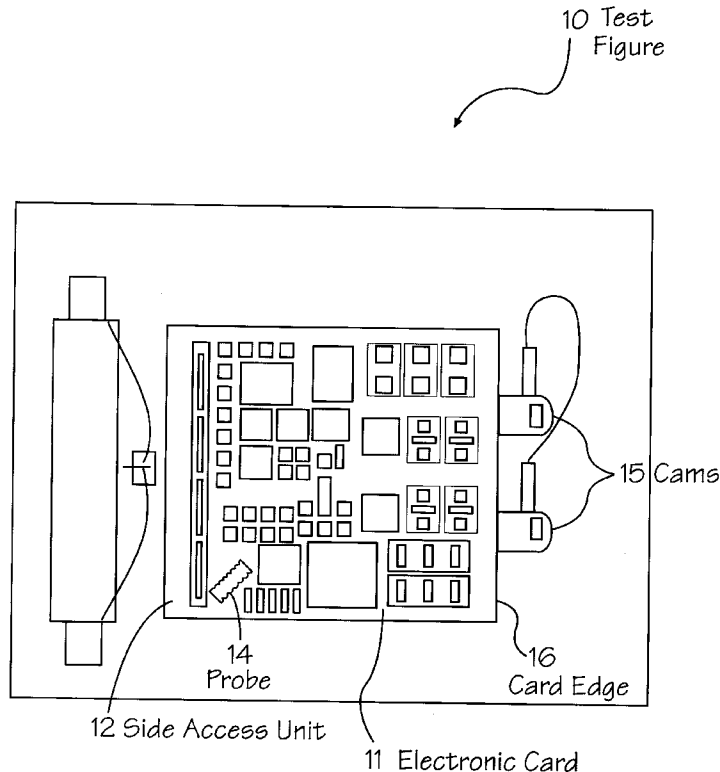 10 Test
Figure
15 Cams
14
Probe
16
Card Edge
12 Side Access Unit
11 Electronic Card